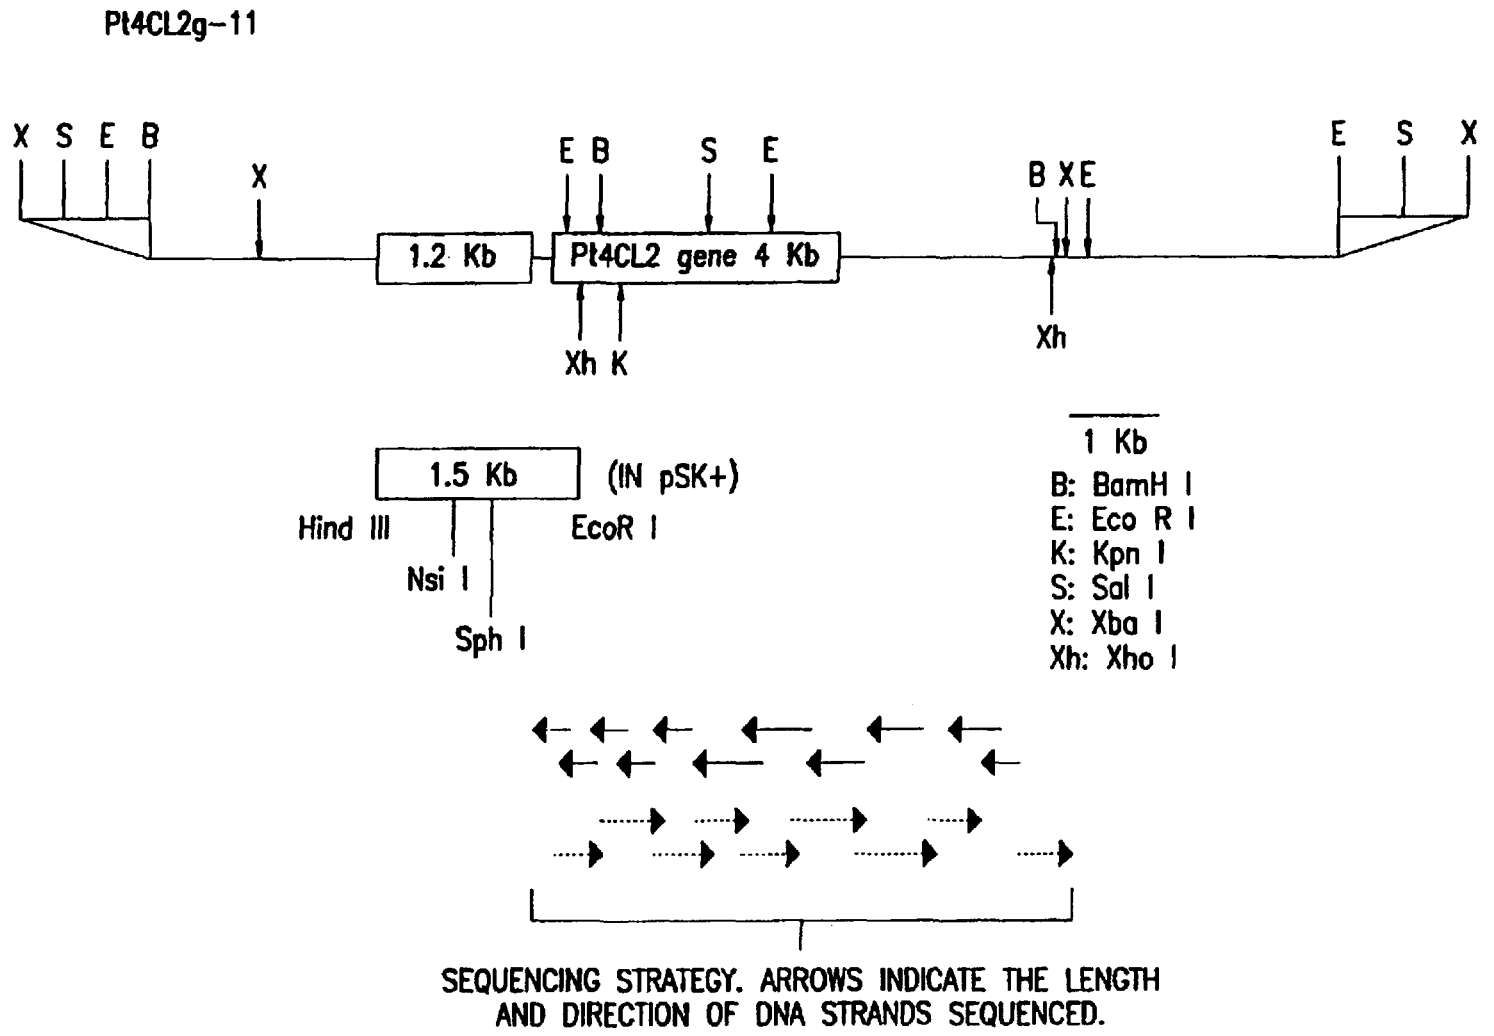 Pt4CL2g-11
X S E B
X
E B S E
B X E
E S X
1.2 Kb
Pt4CL2 gene 4 Kb
Xh K
Xh
1.5 Kb
(IN pSK+)
Hind III
EcoR I
Nsi I
Sph I
1 Kb
B: BamH I
E: Eco R I
K: Kpn I
S: Sal I
X: Xba I
Xh: Xho I
SEQUENCING STRATEGY. ARROWS INDICATE THE LENGTH
AND DIRECTION OF DNA STRANDS SEQUENCED.